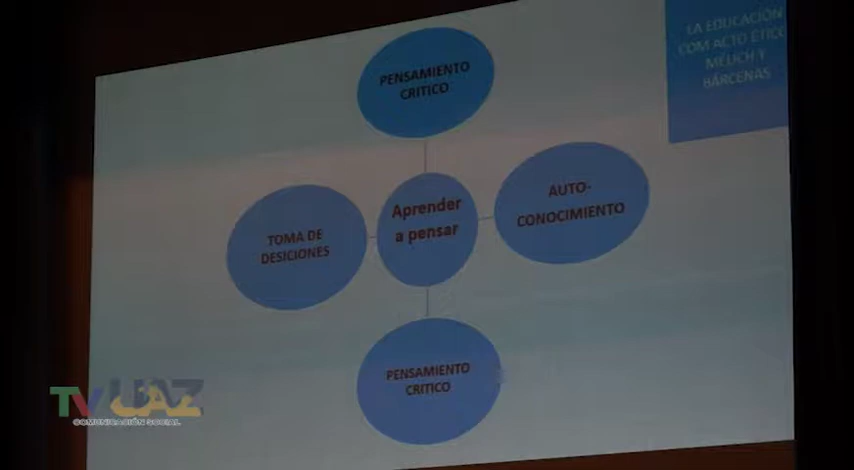 PENSAMIENTO
CRITICO
LA EDUCACIÓN
COM ACTO ÉTICO
MÉLICH Y
BÁRCENAS
Aprender
a pensar
AUTO-
CONOCIMIENTO
TOMA DE
DESICIONES
PENSAMIENTO
CRITICO
TV UAZ
COMUNICACIÓN SOCIAL